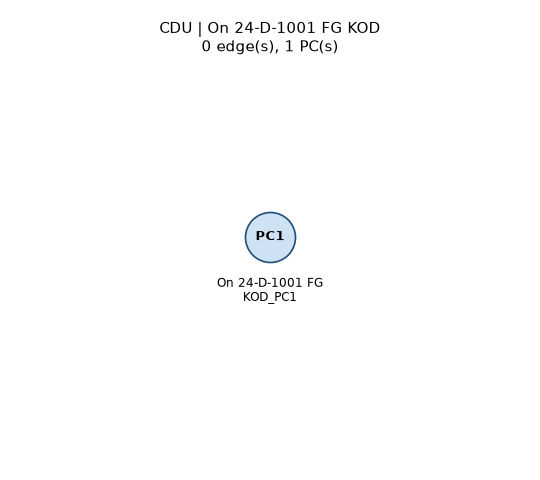 CDU | On 24-D-1001 FG KOD
0 edge(s), 1 PC(s)
PC1
On 24-D-1001 FG
KOD_PC1